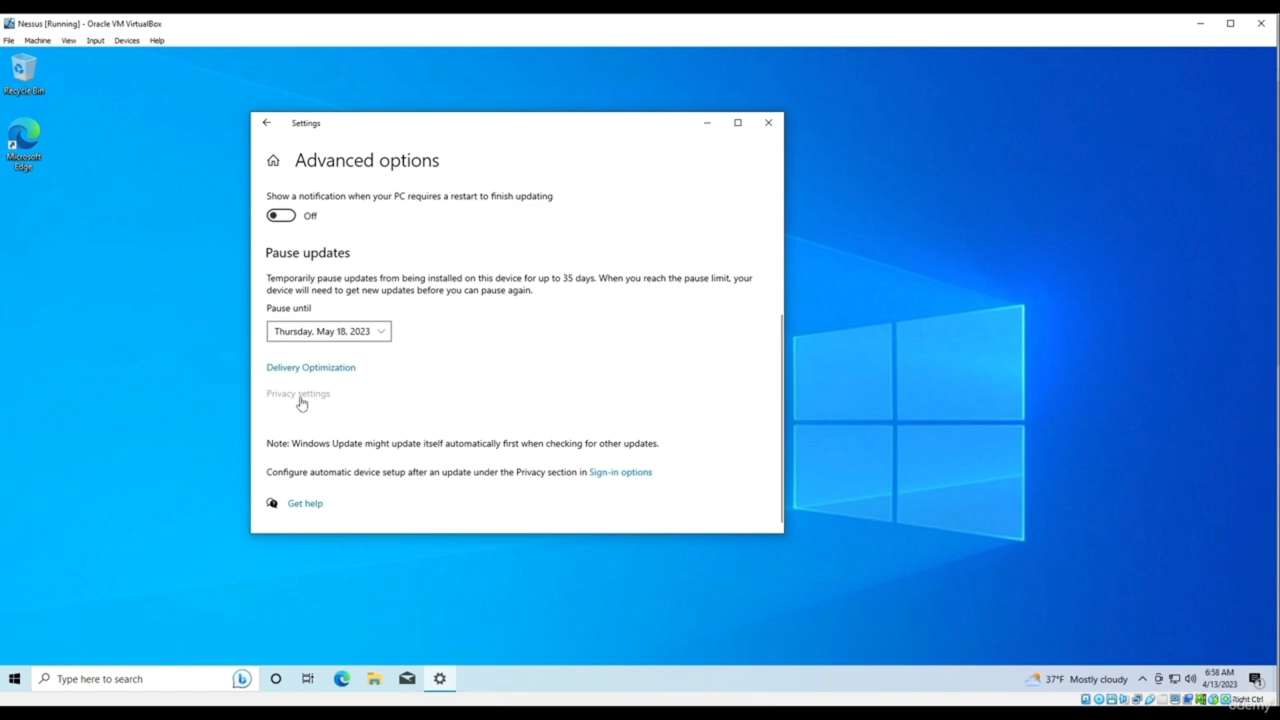 Nessus [Running] - Oracle VM VirtualBox
File Machine View Input Devices Help
Recycle Bin
Microsoft
Edge
Settings
Advanced options
Show a notification when your PC requires a restart to finish updating
Off
Pause updates
Temporarily pause updates from being installed on this device for up to 35 days. When you reach the pause limit, your
device will need to get new updates before you can pause again.
Pause until
Thursday, May 18, 2023
Delivery Optimization
Privacy settings
Note: Windows Update might update itself automatically first when checking for other updates.
Configure automatic device setup after an update under the Privacy section in Sign-in options
Get help
Type here to search
37°F Mostly cloudy
6:58 AM
4/13/2023
Right Ctrl
udemy